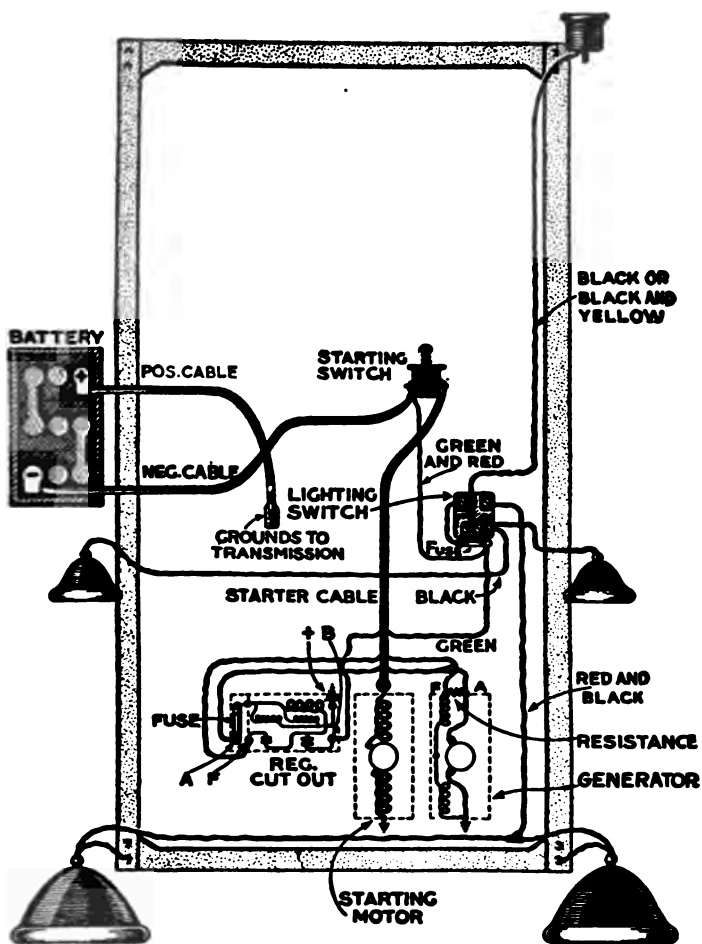 BLACK OR
BLACK AND
YELLOW
BATTERY
POS. CABLE
STARTING
SWITCH
GREEN
AND RED
NEG. CABLE
LIGHTING
SWITCH
GROUNDS TO
TRANSMISSION
FUSE
STARTER CABLE
BLACK
+ B
GREEN
RED AND
BLACK
F A
FUSE
RESISTANCE
REG.
CUT OUT
A F
GENERATOR
STARTING
MOTOR